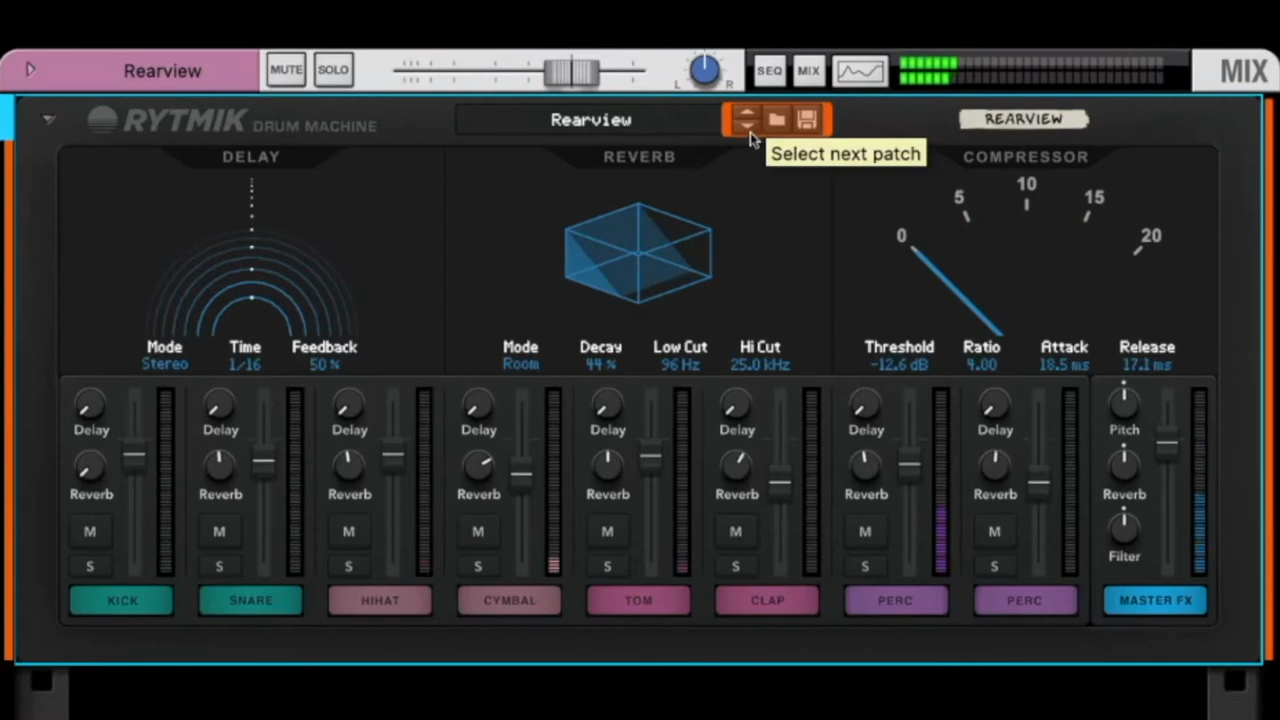 Rearview MUTE SOLO L R SEQ MIX MIX
RYTMIK DRUM MACHINE Rearview REARVIEW
Select next patch
DELAY REVERB COMPRESSOR
0 5 10 15 20
Mode Time Feedback Mode Decay Low Cut Hi Cut Threshold Ratio Attack Release
Stereo 1/16 50 % Room 44 % 96 Hz 25.0 kHz -12.6 dB 4.00 18.5 ms 17.1 ms
Delay Delay Delay Delay Delay Delay Delay Delay Pitch
Reverb Reverb Reverb Reverb Reverb Reverb Reverb Reverb Reverb
M M M M M M M M Filter
S S S S S S S S
KICK SNARE HIHAT CYMBAL TOM CLAP PERC PERC MASTER FX